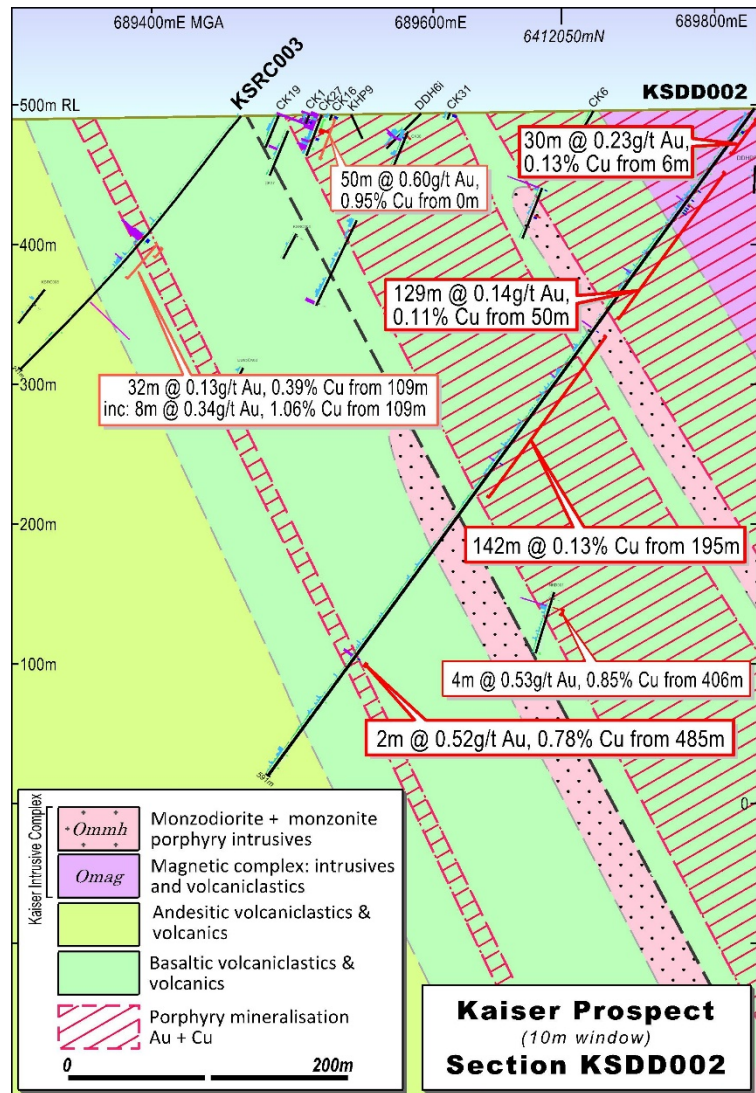 689400mE MGA
689600mE
6412050mN
689800mE
500m RL
KSRC003
CK19
CK1
CK27
CK16
KHP9
DDH6i
CK31
CK6
KSDD002
30m @ 0.23g/t Au,
0.13% Cu from 6m
50m @ 0.60g/t Au,
0.95% Cu from 0m
400m
129m @ 0.14g/t Au,
0.11% Cu from 50m
300m
32m @ 0.13g/t Au, 0.39% Cu from 109m
inc: 8m @ 0.34g/t Au, 1.06% Cu from 109m
200m
142m @ 0.13% Cu from 195m
100m
4m @ 0.53g/t Au, 0.85% Cu from 406m
2m @ 0.52g/t Au, 0.78% Cu from 485m
591m
0
Kaiser Intrusive Complex
Ommh
Monzodiorite + monzonite
porphyry intrusives
Omag
Magnetic complex: intrusives
and volcaniclastics
Andesitic volcaniclastics &
volcanics
Basaltic volcaniclastics &
volcanics
Porphyry mineralisation
Au + Cu
0
200m
Kaiser Prospect
(10m window)
Section KSDD002